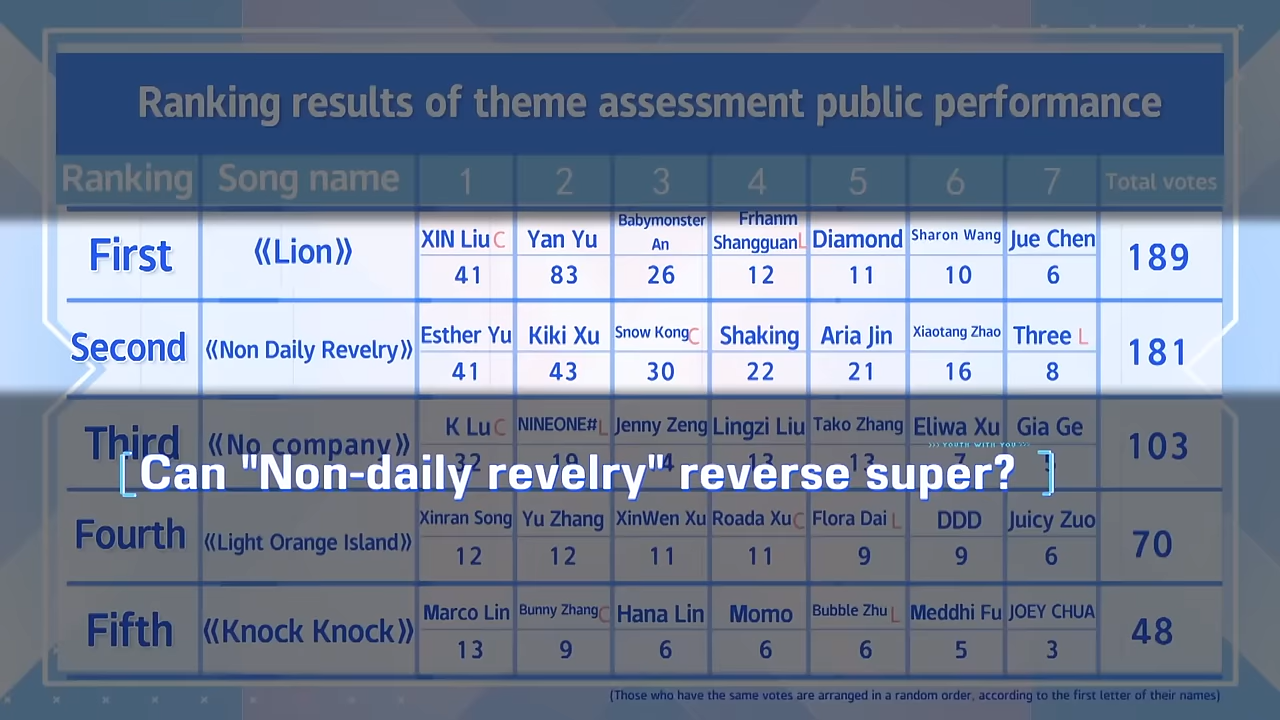 Ranking results of theme assessment public performance
Ranking Song name 1 2 3 4 5 6 7 Total votes
First 《Lion》 XIN Liu C Yan Yu Babymonster An Frhanm Shangguan L Diamond Sharon Wang Jue Chen 189
41 83 26 12 11 10 6
Second 《Non Daily Revelry》 Esther Yu Kiki Xu Snow Kong C Shaking Aria Jin Xiaotang Zhao Three L 181
41 43 30 22 21 16 8
Third 《No company》 K Lu C NINEONE# L Jenny Zeng Lingzi Liu Tako Zhang Eliwa Xu Gia Ge 103
>>> YOUTH WITH YOU >>>
[Can "Non-daily revelry" reverse super? ]
Fourth 《Light Orange Island》 Xinran Song Yu Zhang XinWen Xu Roada Xu C Flora Dai L DDD Juicy Zuo 70
12 12 11 11 9 9 6
Fifth 《Knock Knock》 Marco Lin Bunny Zhang C Hana Lin Momo Bubble Zhu L Meddhi Fu JOEY CHUA 48
13 9 6 6 6 5 3
(Those who have the same votes are arranged in a random order, according to the first letter of their names)